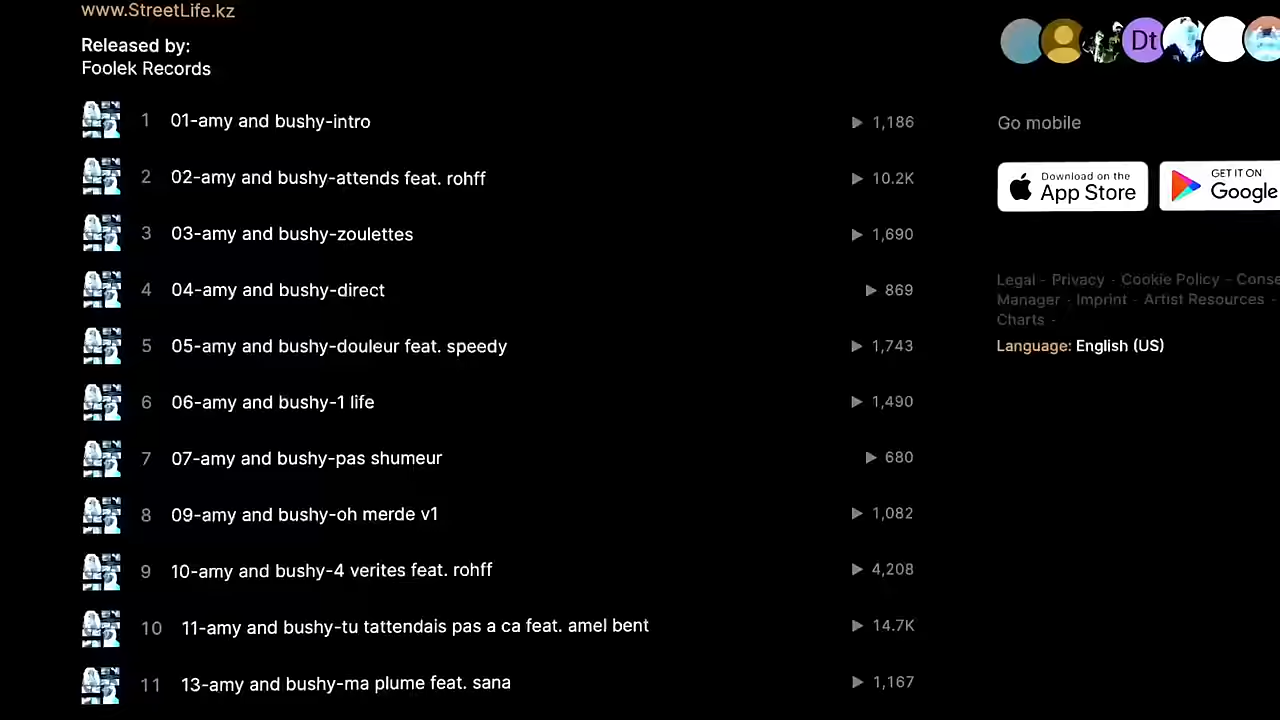 www.StreetLife.kz
Released by:
Foolek Records
1 01-amy and bushy-intro 1,186
2 02-amy and bushy-attends feat. rohff 10.2K
3 03-amy and bushy-zoulettes 1,690
4 04-amy and bushy-direct 869
5 05-amy and bushy-douleur feat. speedy 1,743
6 06-amy and bushy-1 life 1,490
7 07-amy and bushy-pas shumeur 680
8 09-amy and bushy-oh merde v1 1,082
9 10-amy and bushy-4 verites feat. rohff 4,208
10 11-amy and bushy-tu tattendais pas a ca feat. amel bent 14.7K
11 13-amy and bushy-ma plume feat. sana 1,167
Dt
Go mobile
Download on the
App Store
GET IT ON
Google
Legal - Privacy - Cookie Policy - Conse
Manager - Imprint - Artist Resources -
Charts -
Language: English (US)